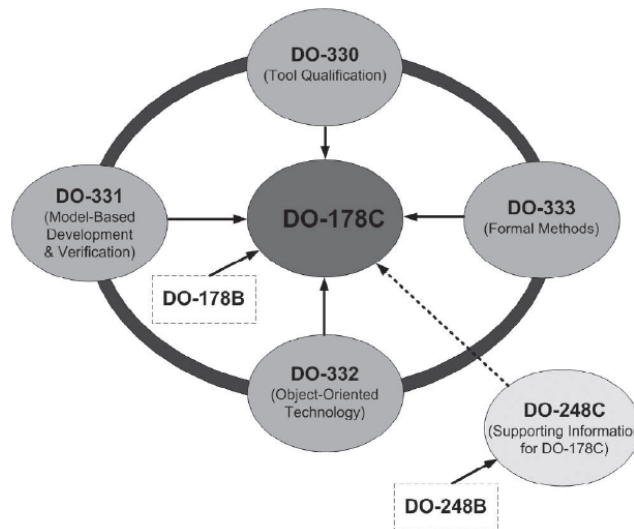 DO-330
(Tool Qualification)
DO-331
(Model-Based
Development
& Verification)
DO-178C
DO-333
(Formal Methods)
DO-178B
DO-332
(Object-Oriented
Technology)
DO-248C
(Supporting Information
for DO-178C)
DO-248B